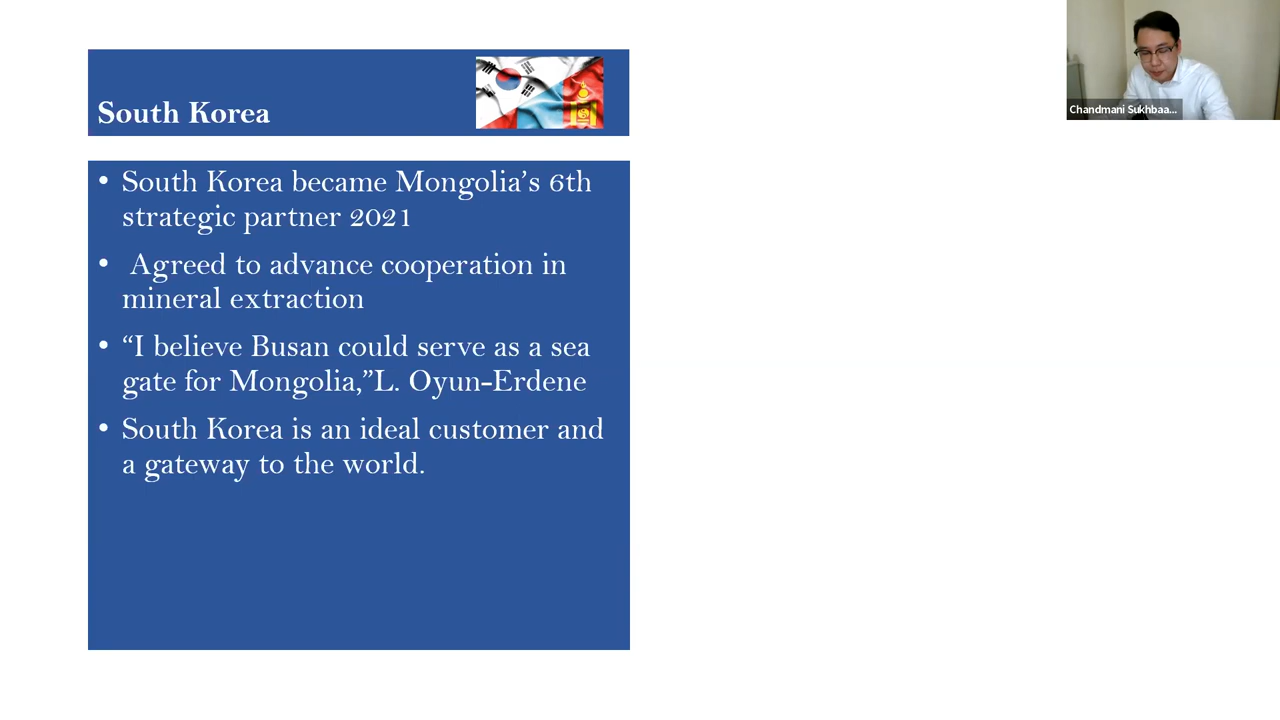 South Korea
• South Korea became Mongolia’s 6th
strategic partner 2021
• Agreed to advance cooperation in
mineral extraction
• “I believe Busan could serve as a sea
gate for Mongolia,”L. Oyun-Erdene
• South Korea is an ideal customer and
a gateway to the world.
Chandmani Sukhbaa...